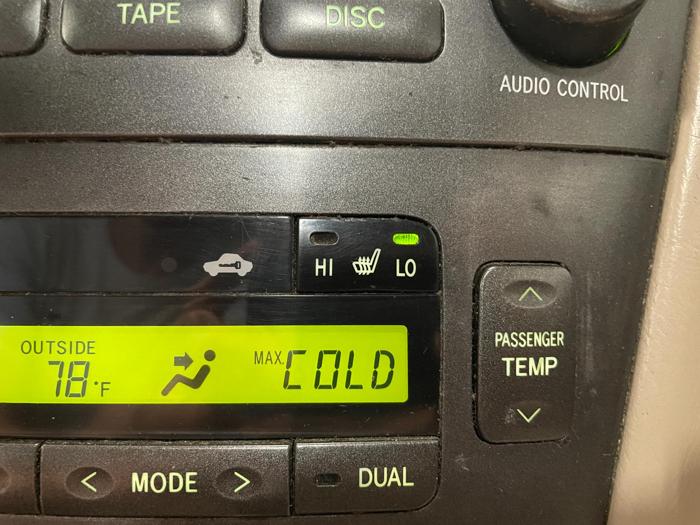 TAPE
DISC
AUDIO CONTROL
HI
LO
OUTSIDE
78°F
MAX COLD
PASSENGER
TEMP
< MODE >
DUAL